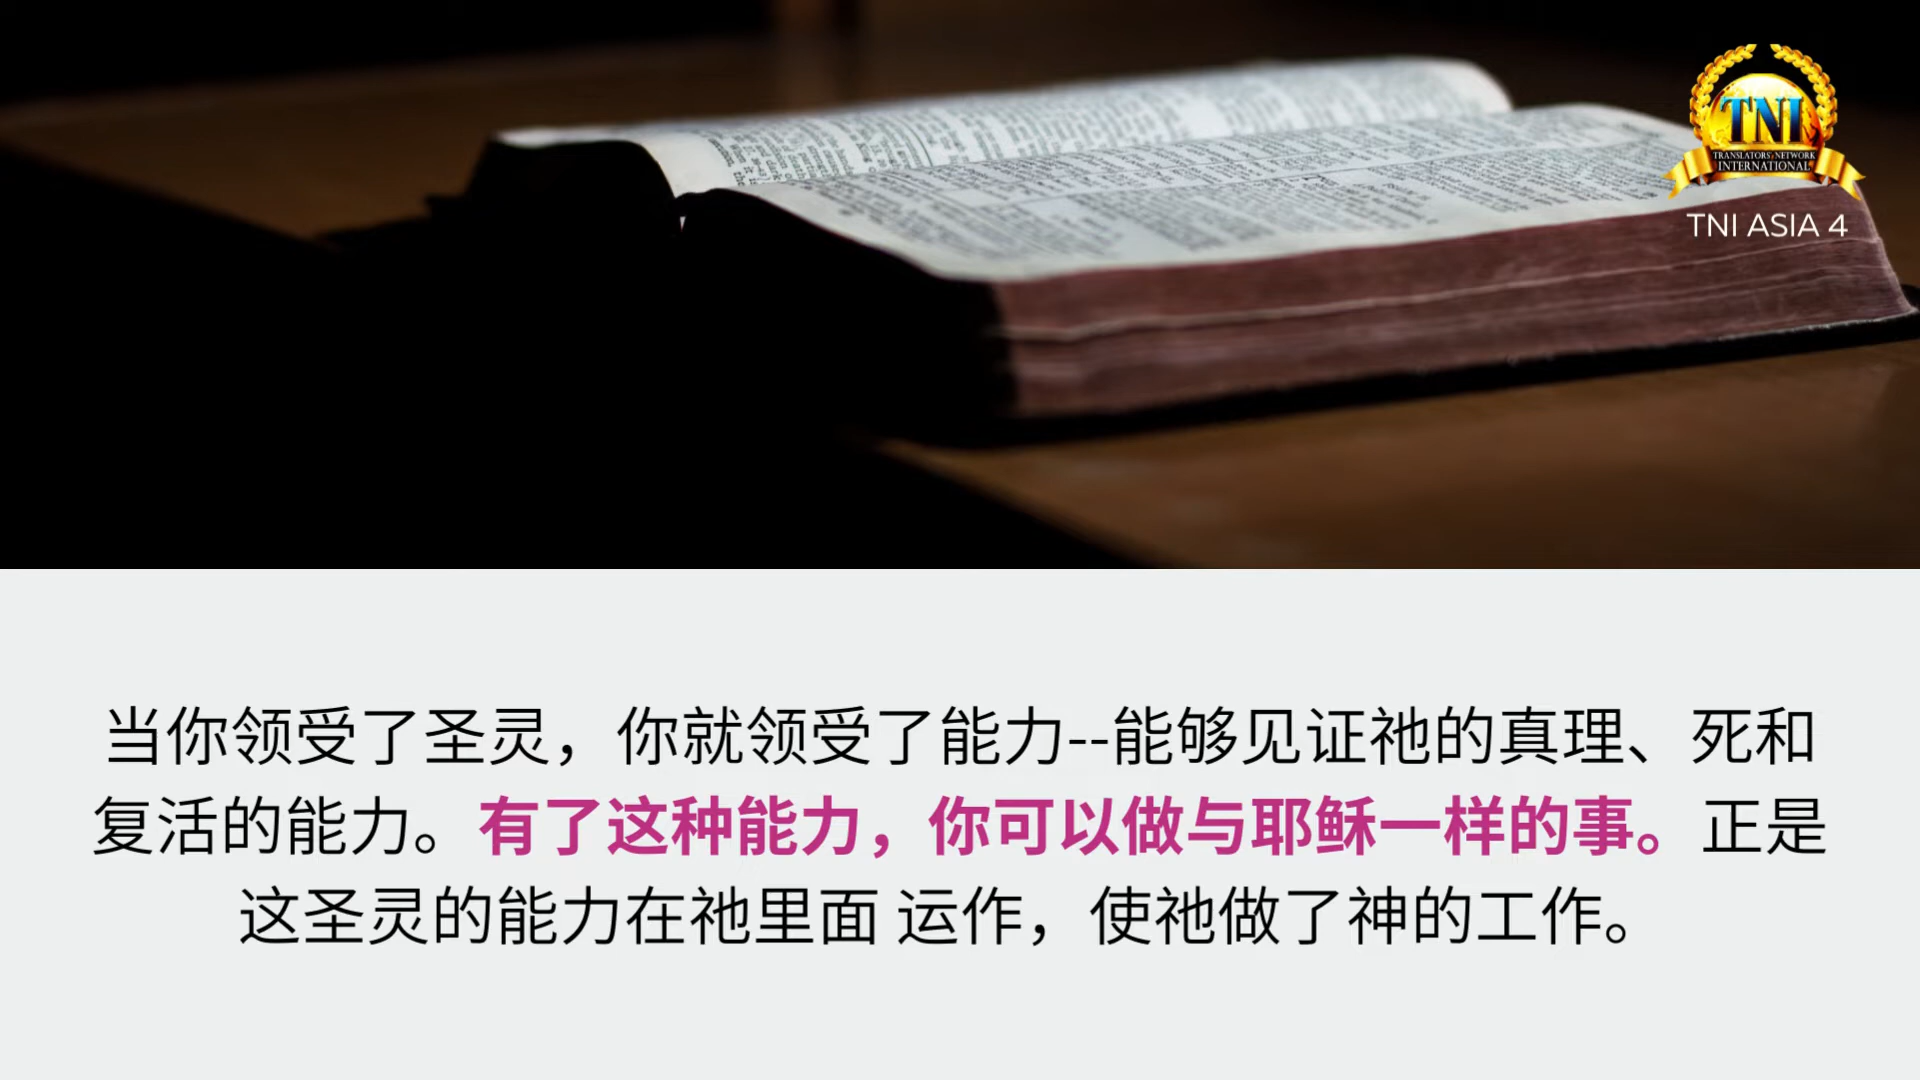 TNI
TRANSLATORS NETWORK
INTERNATIONAL
TNI ASIA 4
当你领受了圣灵，你就领受了能力--能够见证祂的真理、死和
复活的能力。有了这种能力，你可以做与耶稣一样的事。正是
这圣灵的能力在祂里面 运作，使祂做了神的工作。